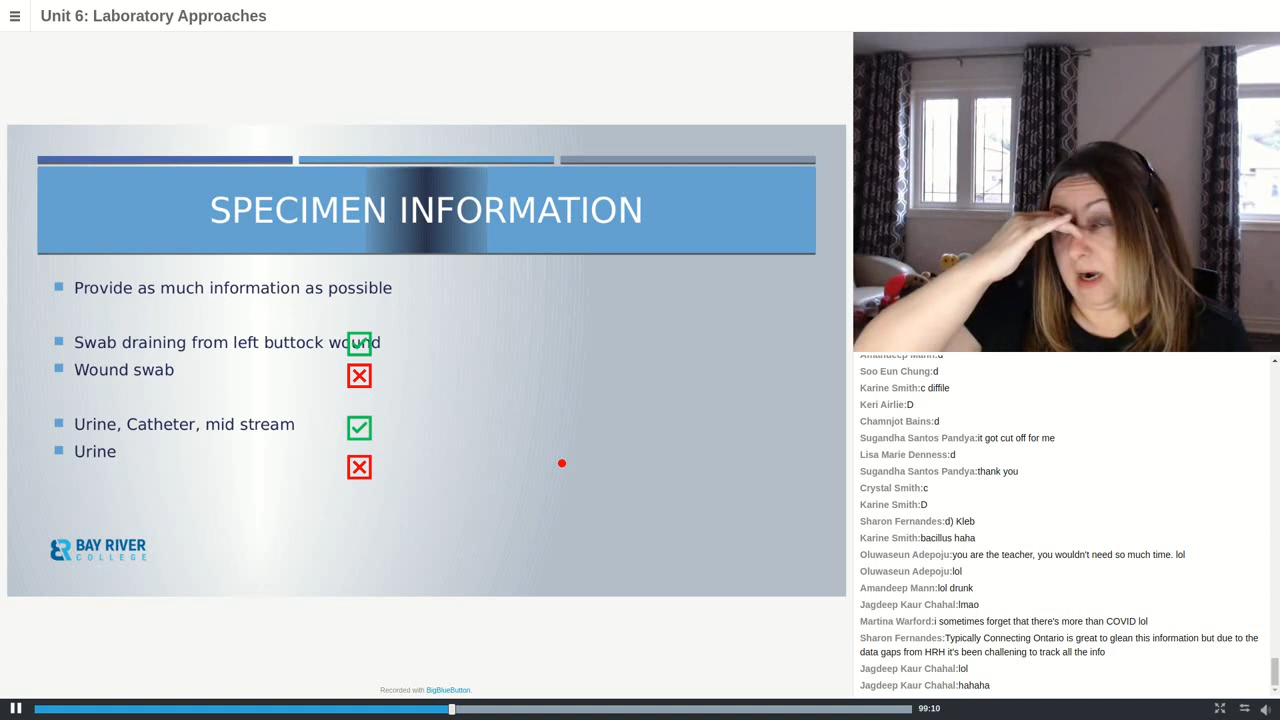 Unit 6: Laboratory Approaches
SPECIMEN INFORMATION
Provide as much information as possible
Swab draining from left buttock wound
Wound swab
Urine, Catheter, mid stream
Urine
BAY RIVER
COLLEGE
Recorded with BigBlueButton.
Amandeep Mann:d
Soo Eun Chung:d
Karine Smith:c diffile
Keri Airlie:D
Chamnjot Bains:d
Sugandha Santos Pandya:it got cut off for me
Lisa Marie Denness:d
Sugandha Santos Pandya:thank you
Crystal Smith:c
Karine Smith:D
Sharon Fernandes:d) Kleb
Karine Smith:bacillus haha
Oluwaseun Adepoju:you are the teacher, you wouldn't need so much time. lol
Oluwaseun Adepoju:lol
Amandeep Mann:lol drunk
Jagdeep Kaur Chahal:lmao
Martina Warford:i sometimes forget that there's more than COVID lol
Sharon Fernandes:Typically Connecting Ontario is great to glean this information but due to the
data gaps from HRH it's been challening to track all the info
Jagdeep Kaur Chahal:lol
Jagdeep Kaur Chahal:hahaha
99:10